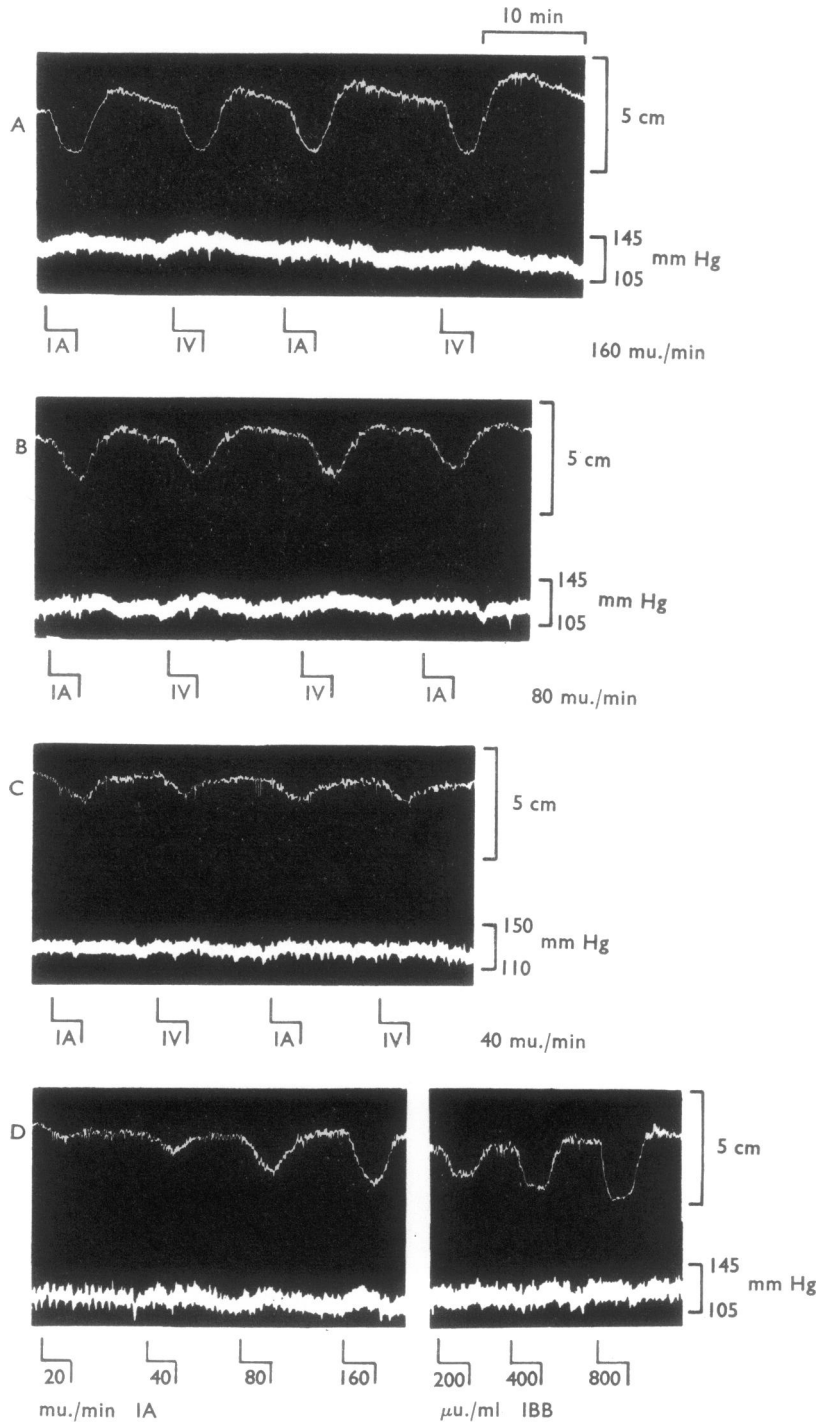 10 min
A
5 cm
145
mm Hg
105
IA IV IA IV
160 mu./min
B
5 cm
145
mm Hg
105
IA IV IV IA
80 mu./min
C
5 cm
150
mm Hg
110
IA IV IA IV
40 mu./min
D
5 cm
145
mm Hg
105
20 40 80 160 200 400 800
mu./min IA μu./ml IBB